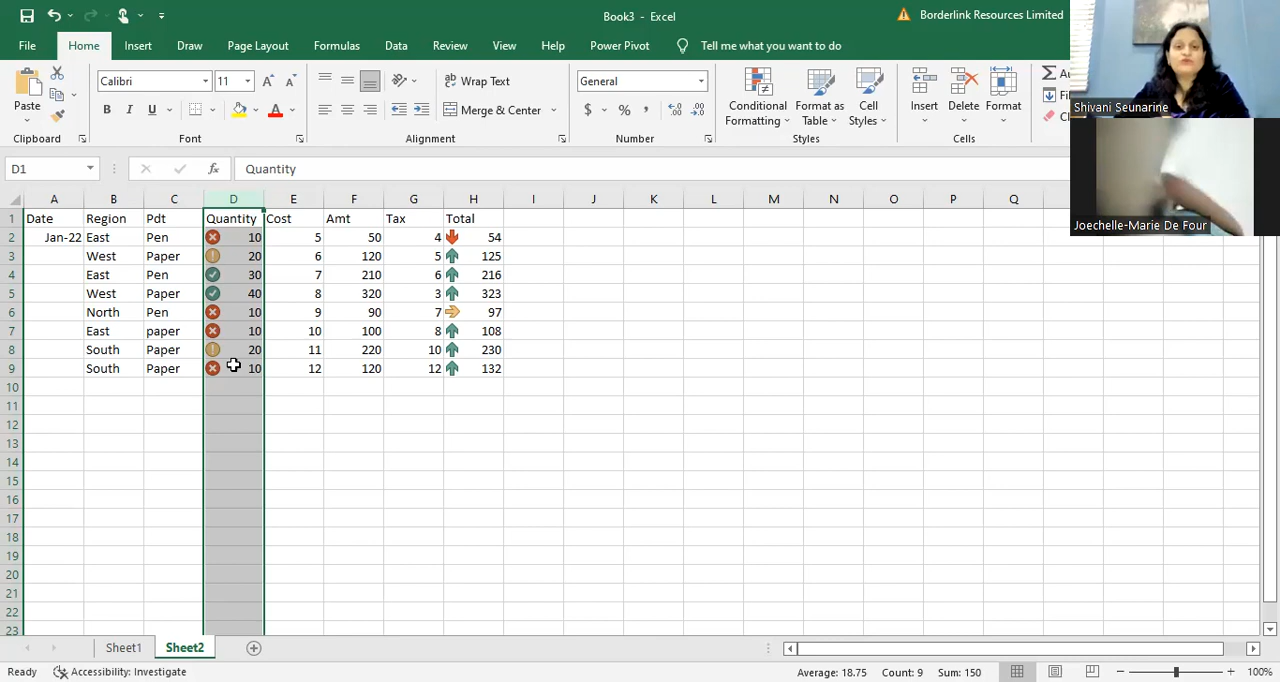 Book3 - Excel
Borderlink Resources Limited
File Home Insert Draw Page Layout Formulas Data Review View Help Power Pivot Tell me what you want to do
Calibri 11 Wrap Text General
Paste B I U Merge & Center $ % Conditional Formatting Format as Table Cell Styles Insert Delete Format
Clipboard Font Alignment Number Styles Cells
Shivani Seunarine
Joechelle-Marie De Four
D1 fx Quantity
A B C D E F G H I J K L M N O P Q
1 Date Region Pdt Quantity Cost Amt Tax Total
2 Jan-22 East Pen 10 5 50 4 54
3 West Paper 20 6 120 5 125
4 East Pen 30 7 210 6 216
5 West Paper 40 8 320 3 323
6 North Pen 10 9 90 7 97
7 East paper 10 10 100 8 108
8 South Paper 20 11 220 10 230
9 South Paper 10 12 120 12 132
10
11
12
13
14
15
16
17
18
19
20
21
22
23
Sheet1 Sheet2
Ready Accessibility: Investigate Average: 18.75 Count: 9 Sum: 150 100%